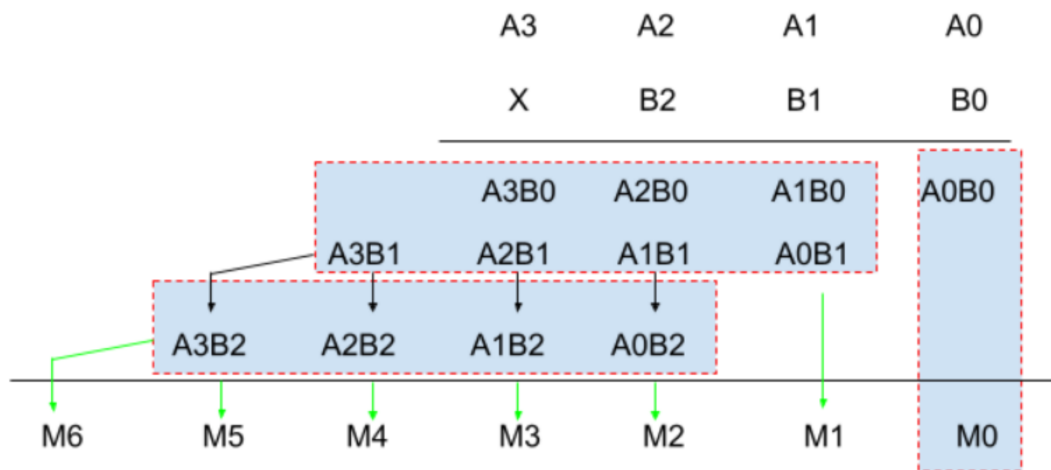 A3 A2 A1 A0
X B2 B1 B0
A3B0 A2B0 A1B0 A0B0
A3B1 A2B1 A1B1 A0B1
A3B2 A2B2 A1B2 A0B2
M6 M5 M4 M3 M2 M1 M0